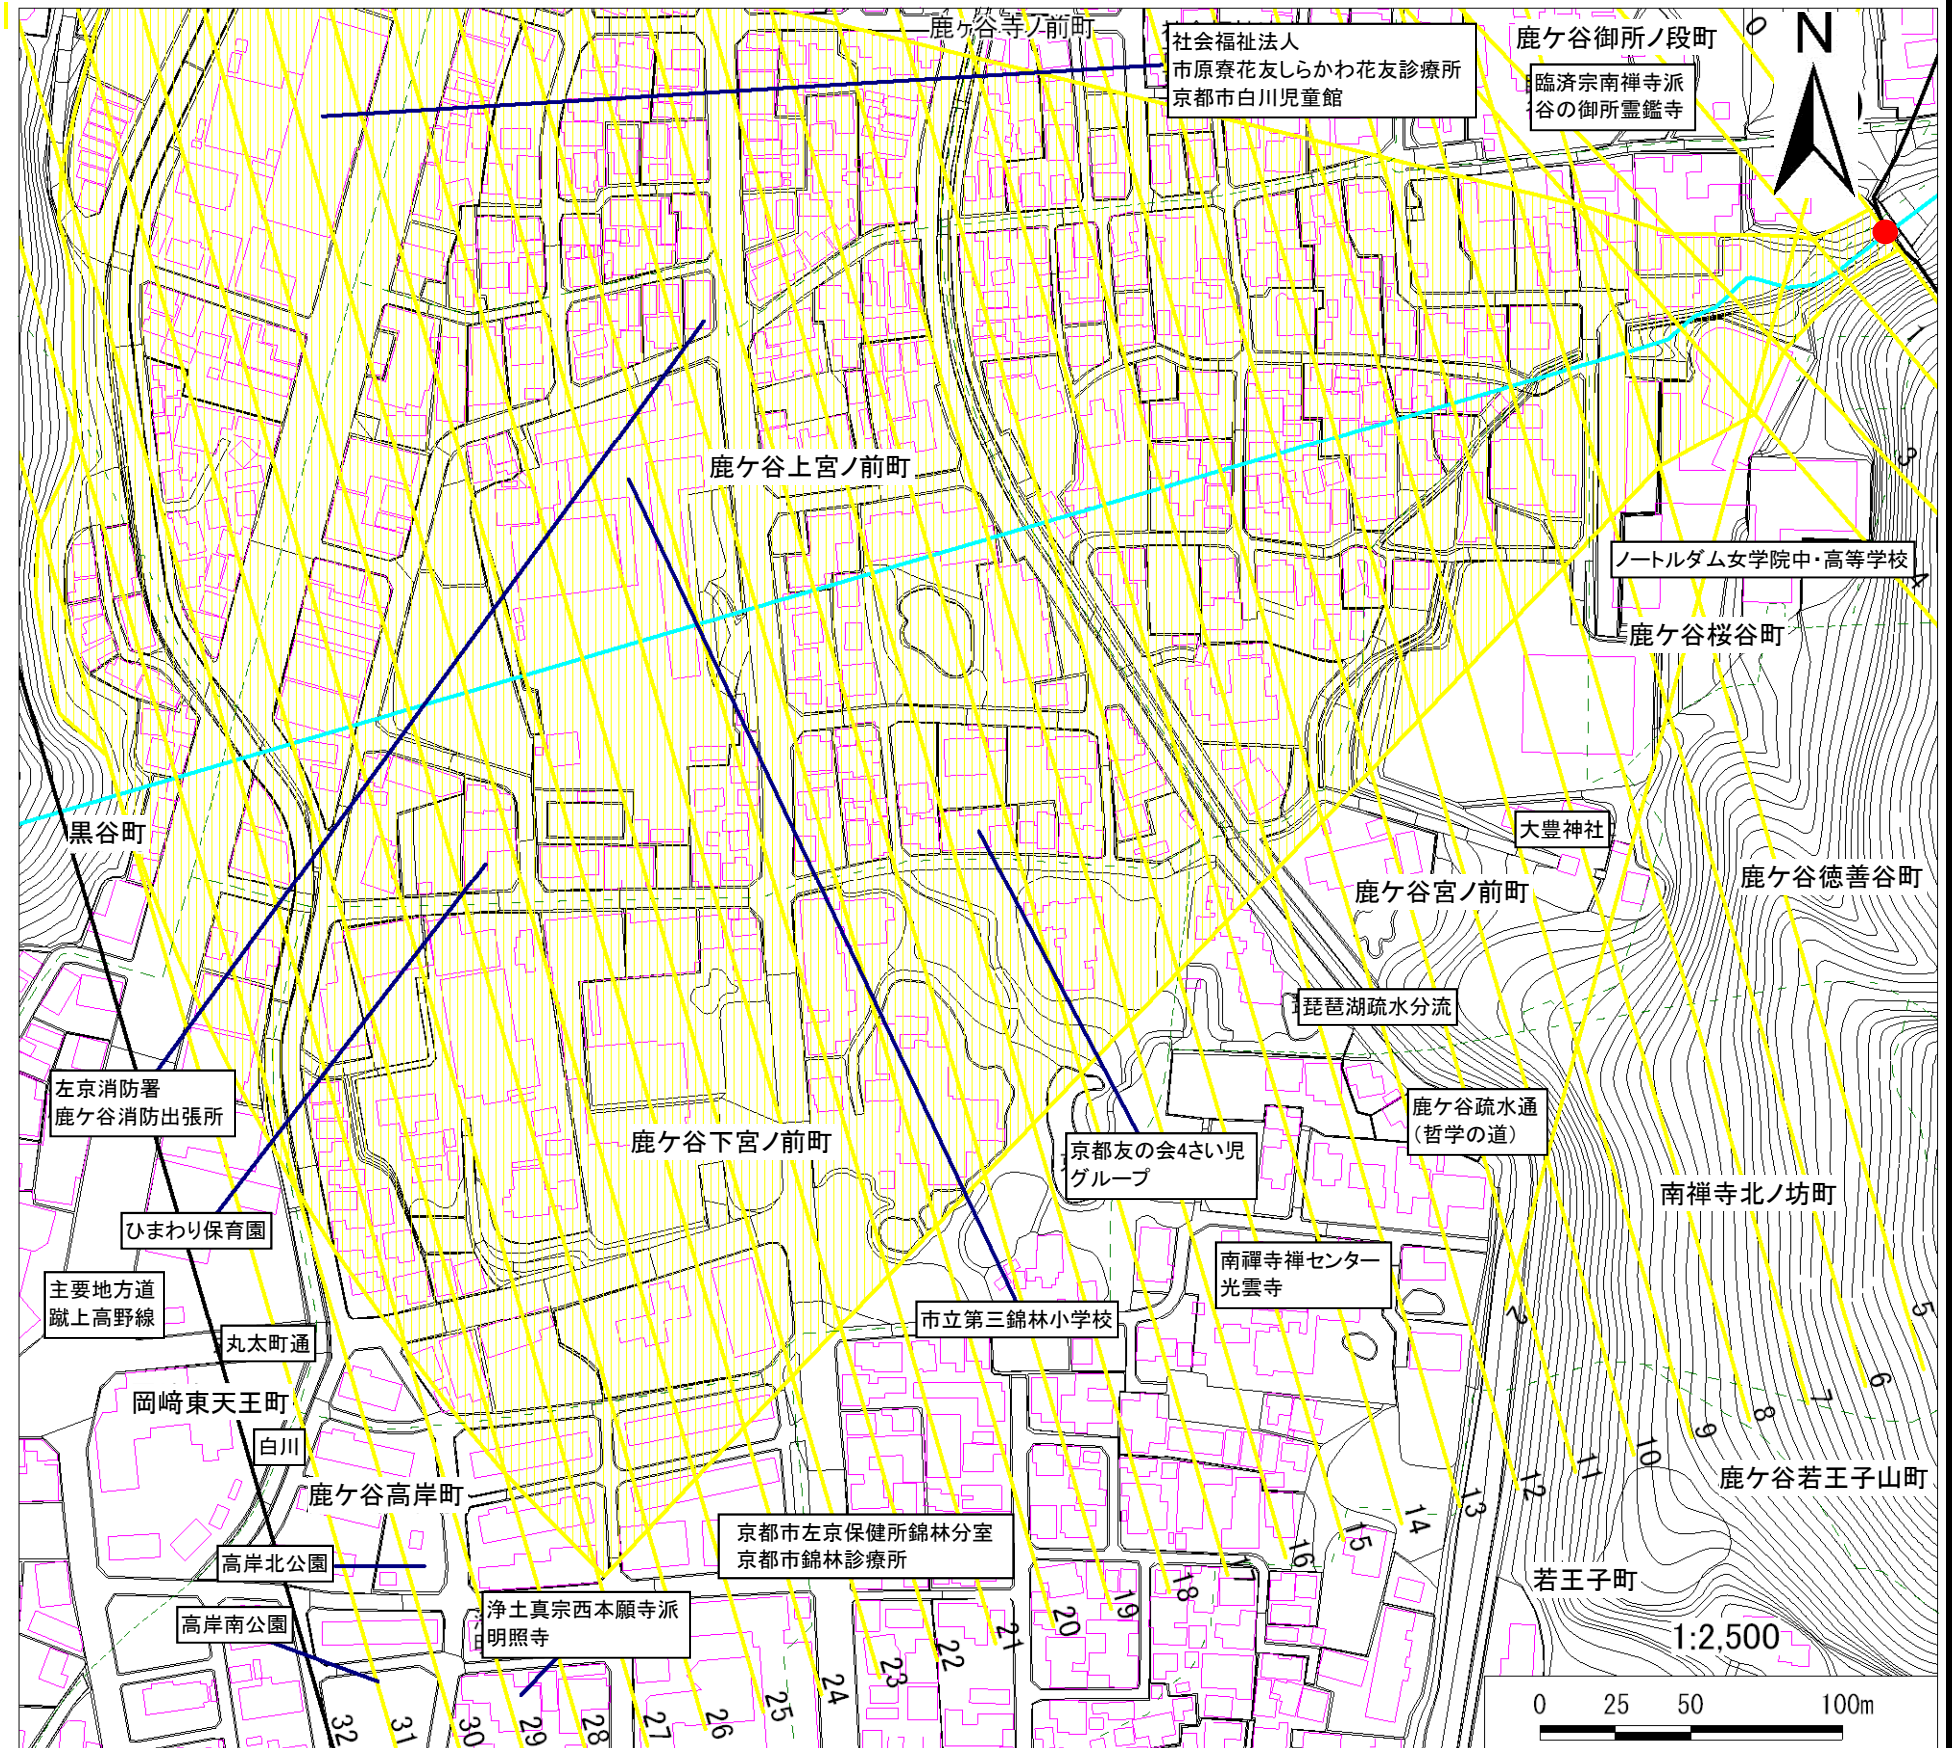 鹿ヶ谷寺ノ前町
社会福祉法人
市原寮花友しらかわ花友診療所
京都市白川児童館
鹿ケ谷御所ノ段町
臨済宗南禅寺派
谷の御所霊鑑寺
N
0
1
3
4
鹿ケ谷上宮ノ前町
ノートルダム女学院中・高等学校
鹿ケ谷桜谷町
黒谷町
大豊神社
鹿ケ谷宮ノ前町
鹿ケ谷徳善谷町
琵琶湖疏水分流
左京消防署
鹿ケ谷消防出張所
鹿ケ谷下宮ノ前町
京都友の会4さい児
グループ
鹿ケ谷疏水通
（哲学の道）
南禅寺北ノ坊町
ひまわり保育園
主要地方道
蹴上高野線
南禪寺禅センター
光雲寺
市立第三錦林小学校
丸太町通
2
5
6
7
8
9
10
11
12
13
14
15
16
17
18
19
20
21
22
23
24
25
26
27
28
29
30
31
32
岡﨑東天王町
白川
鹿ケ谷高岸町
鹿ケ谷若王子山町
京都市左京保健所錦林分室
京都市錦林診療所
高岸北公園
若王子町
高岸南公園
浄土真宗西本願寺派
明照寺
1:2,500
0 25 50 100m